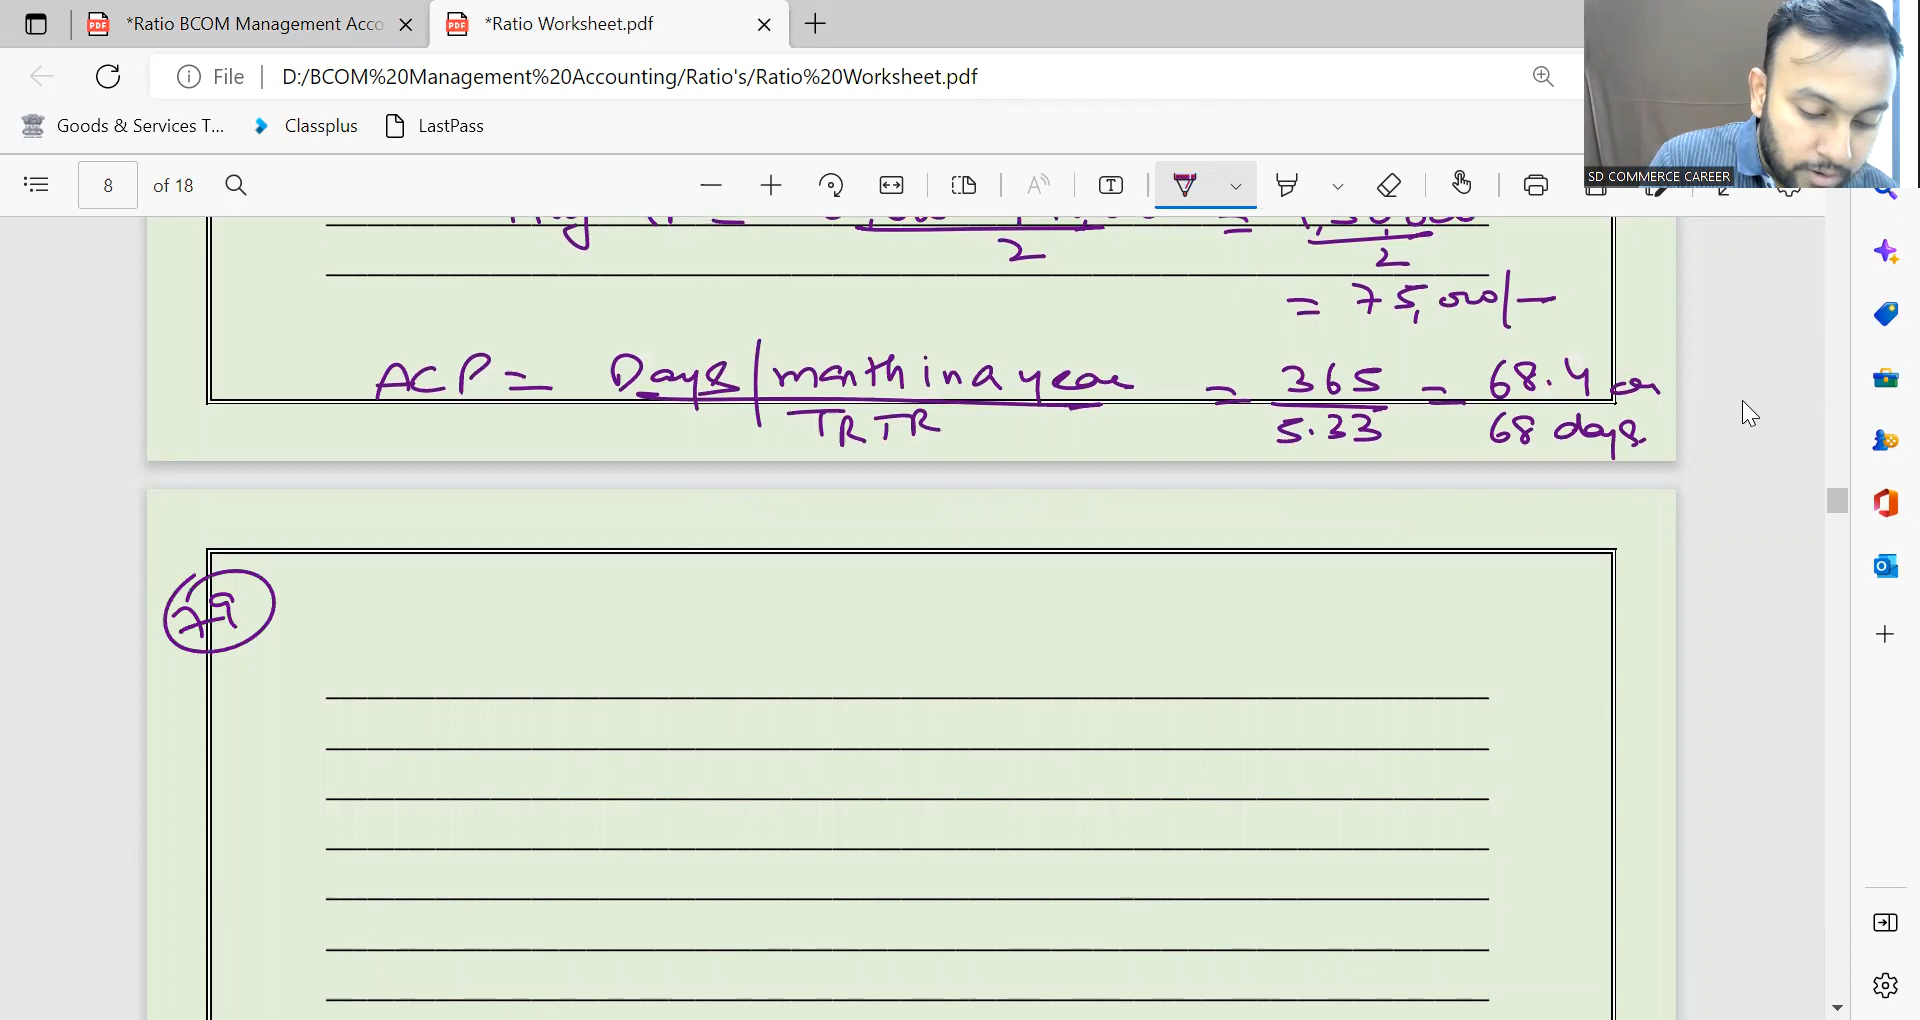 *Ratio BCOM Management Acco
*Ratio Worksheet.pdf
File
D:/BCOM%20Management%20Accounting/Ratio's/Ratio%20Worksheet.pdf
Goods & Services T...
Classplus
LastPass
SD COMMERCE CAREER
8 of 18
2
2
= 75,000/-
ACP = Days/month in a year = 365 = 68.4 or
TRTR 5.33 68 days
79